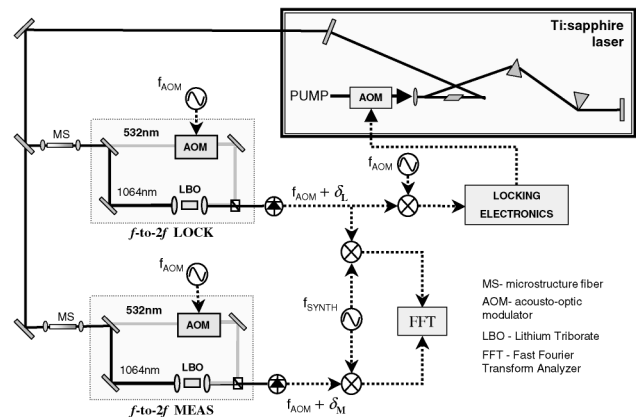 Ti:sapphire
laser
PUMP
AOM
f_AOM
MS
532nm
AOM
f_AOM
1064nm
LBO
f_AOM + δ_L
LOCKING
ELECTRONICS
f-to-2f LOCK
f_AOM
MS
532nm
AOM
f_SYNTH
FFT
1064nm
LBO
f_AOM + δ_M
f-to-2f MEAS
MS- microstructure fiber
AOM- acousto-optic
modulator
LBO - Lithium Triborate
FFT - Fast Fourier
Transform Analyzer